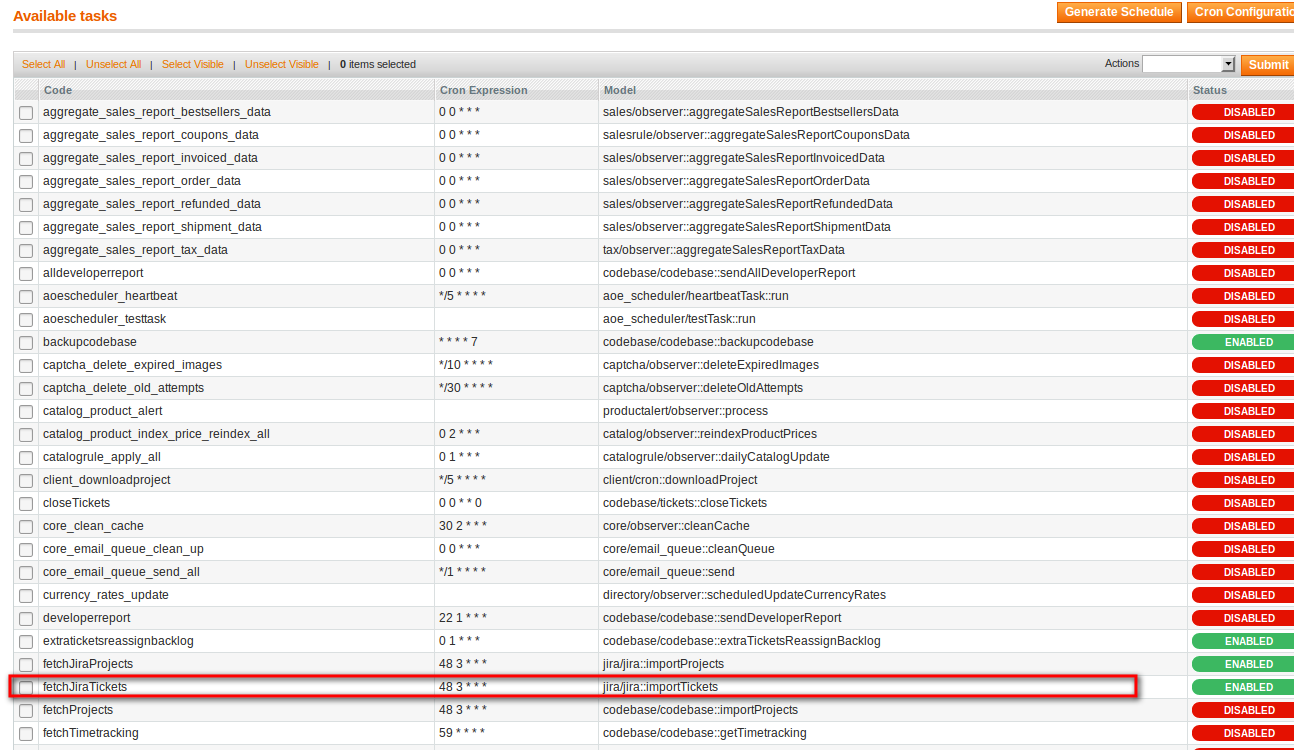 Available tasks Generate Schedule Cron Configuratio
Select All | Unselect All | Select Visible | Unselect Visible | 0 items selected Actions Submit
Code Cron Expression Model Status
aggregate_sales_report_bestsellers_data 0 0 * * * sales/observer::aggregateSalesReportBestsellersData DISABLED
aggregate_sales_report_coupons_data 0 0 * * * salesrule/observer::aggregateSalesReportCouponsData DISABLED
aggregate_sales_report_invoiced_data 0 0 * * * sales/observer::aggregateSalesReportInvoicedData DISABLED
aggregate_sales_report_order_data 0 0 * * * sales/observer::aggregateSalesReportOrderData DISABLED
aggregate_sales_report_refunded_data 0 0 * * * sales/observer::aggregateSalesReportRefundedData DISABLED
aggregate_sales_report_shipment_data 0 0 * * * sales/observer::aggregateSalesReportShipmentData DISABLED
aggregate_sales_report_tax_data 0 0 * * * tax/observer::aggregateSalesReportTaxData DISABLED
alldeveloperreport 0 0 * * * codebase/codebase::sendAllDeveloperReport DISABLED
aoescheduler_heartbeat */5 * * * * aoe_scheduler/heartbeatTask::run DISABLED
aoescheduler_testtask aoe_scheduler/testTask::run DISABLED
backupcodebase * * * * 7 codebase/codebase::backupcodebase ENABLED
captcha_delete_expired_images */10 * * * * captcha/observer::deleteExpiredImages DISABLED
captcha_delete_old_attempts */30 * * * * captcha/observer::deleteOldAttempts DISABLED
catalog_product_alert productalert/observer::process DISABLED
catalog_product_index_price_reindex_all 0 2 * * * catalog/observer::reindexProductPrices DISABLED
catalogrule_apply_all 0 1 * * * catalogrule/observer::dailyCatalogUpdate DISABLED
client_downloadproject */5 * * * * client/cron::downloadProject DISABLED
closeTickets 0 0 * * 0 codebase/tickets::closeTickets DISABLED
core_clean_cache 30 2 * * * core/observer::cleanCache DISABLED
core_email_queue_clean_up 0 0 * * * core/email_queue::cleanQueue DISABLED
core_email_queue_send_all */1 * * * * core/email_queue::send DISABLED
currency_rates_update directory/observer::scheduledUpdateCurrencyRates DISABLED
developerreport 22 1 * * * codebase/codebase::sendDeveloperReport DISABLED
extraticketsreassignbacklog 0 1 * * * codebase/codebase::extraTicketsReassignBacklog ENABLED
fetchJiraProjects 48 3 * * * jira/jira::importProjects ENABLED
fetchJiraTickets 48 3 * * * jira/jira::importTickets ENABLED
fetchProjects 48 3 * * * codebase/codebase::importProjects DISABLED
fetchTimetracking 59 * * * * codebase/codebase::getTimetracking DISABLED